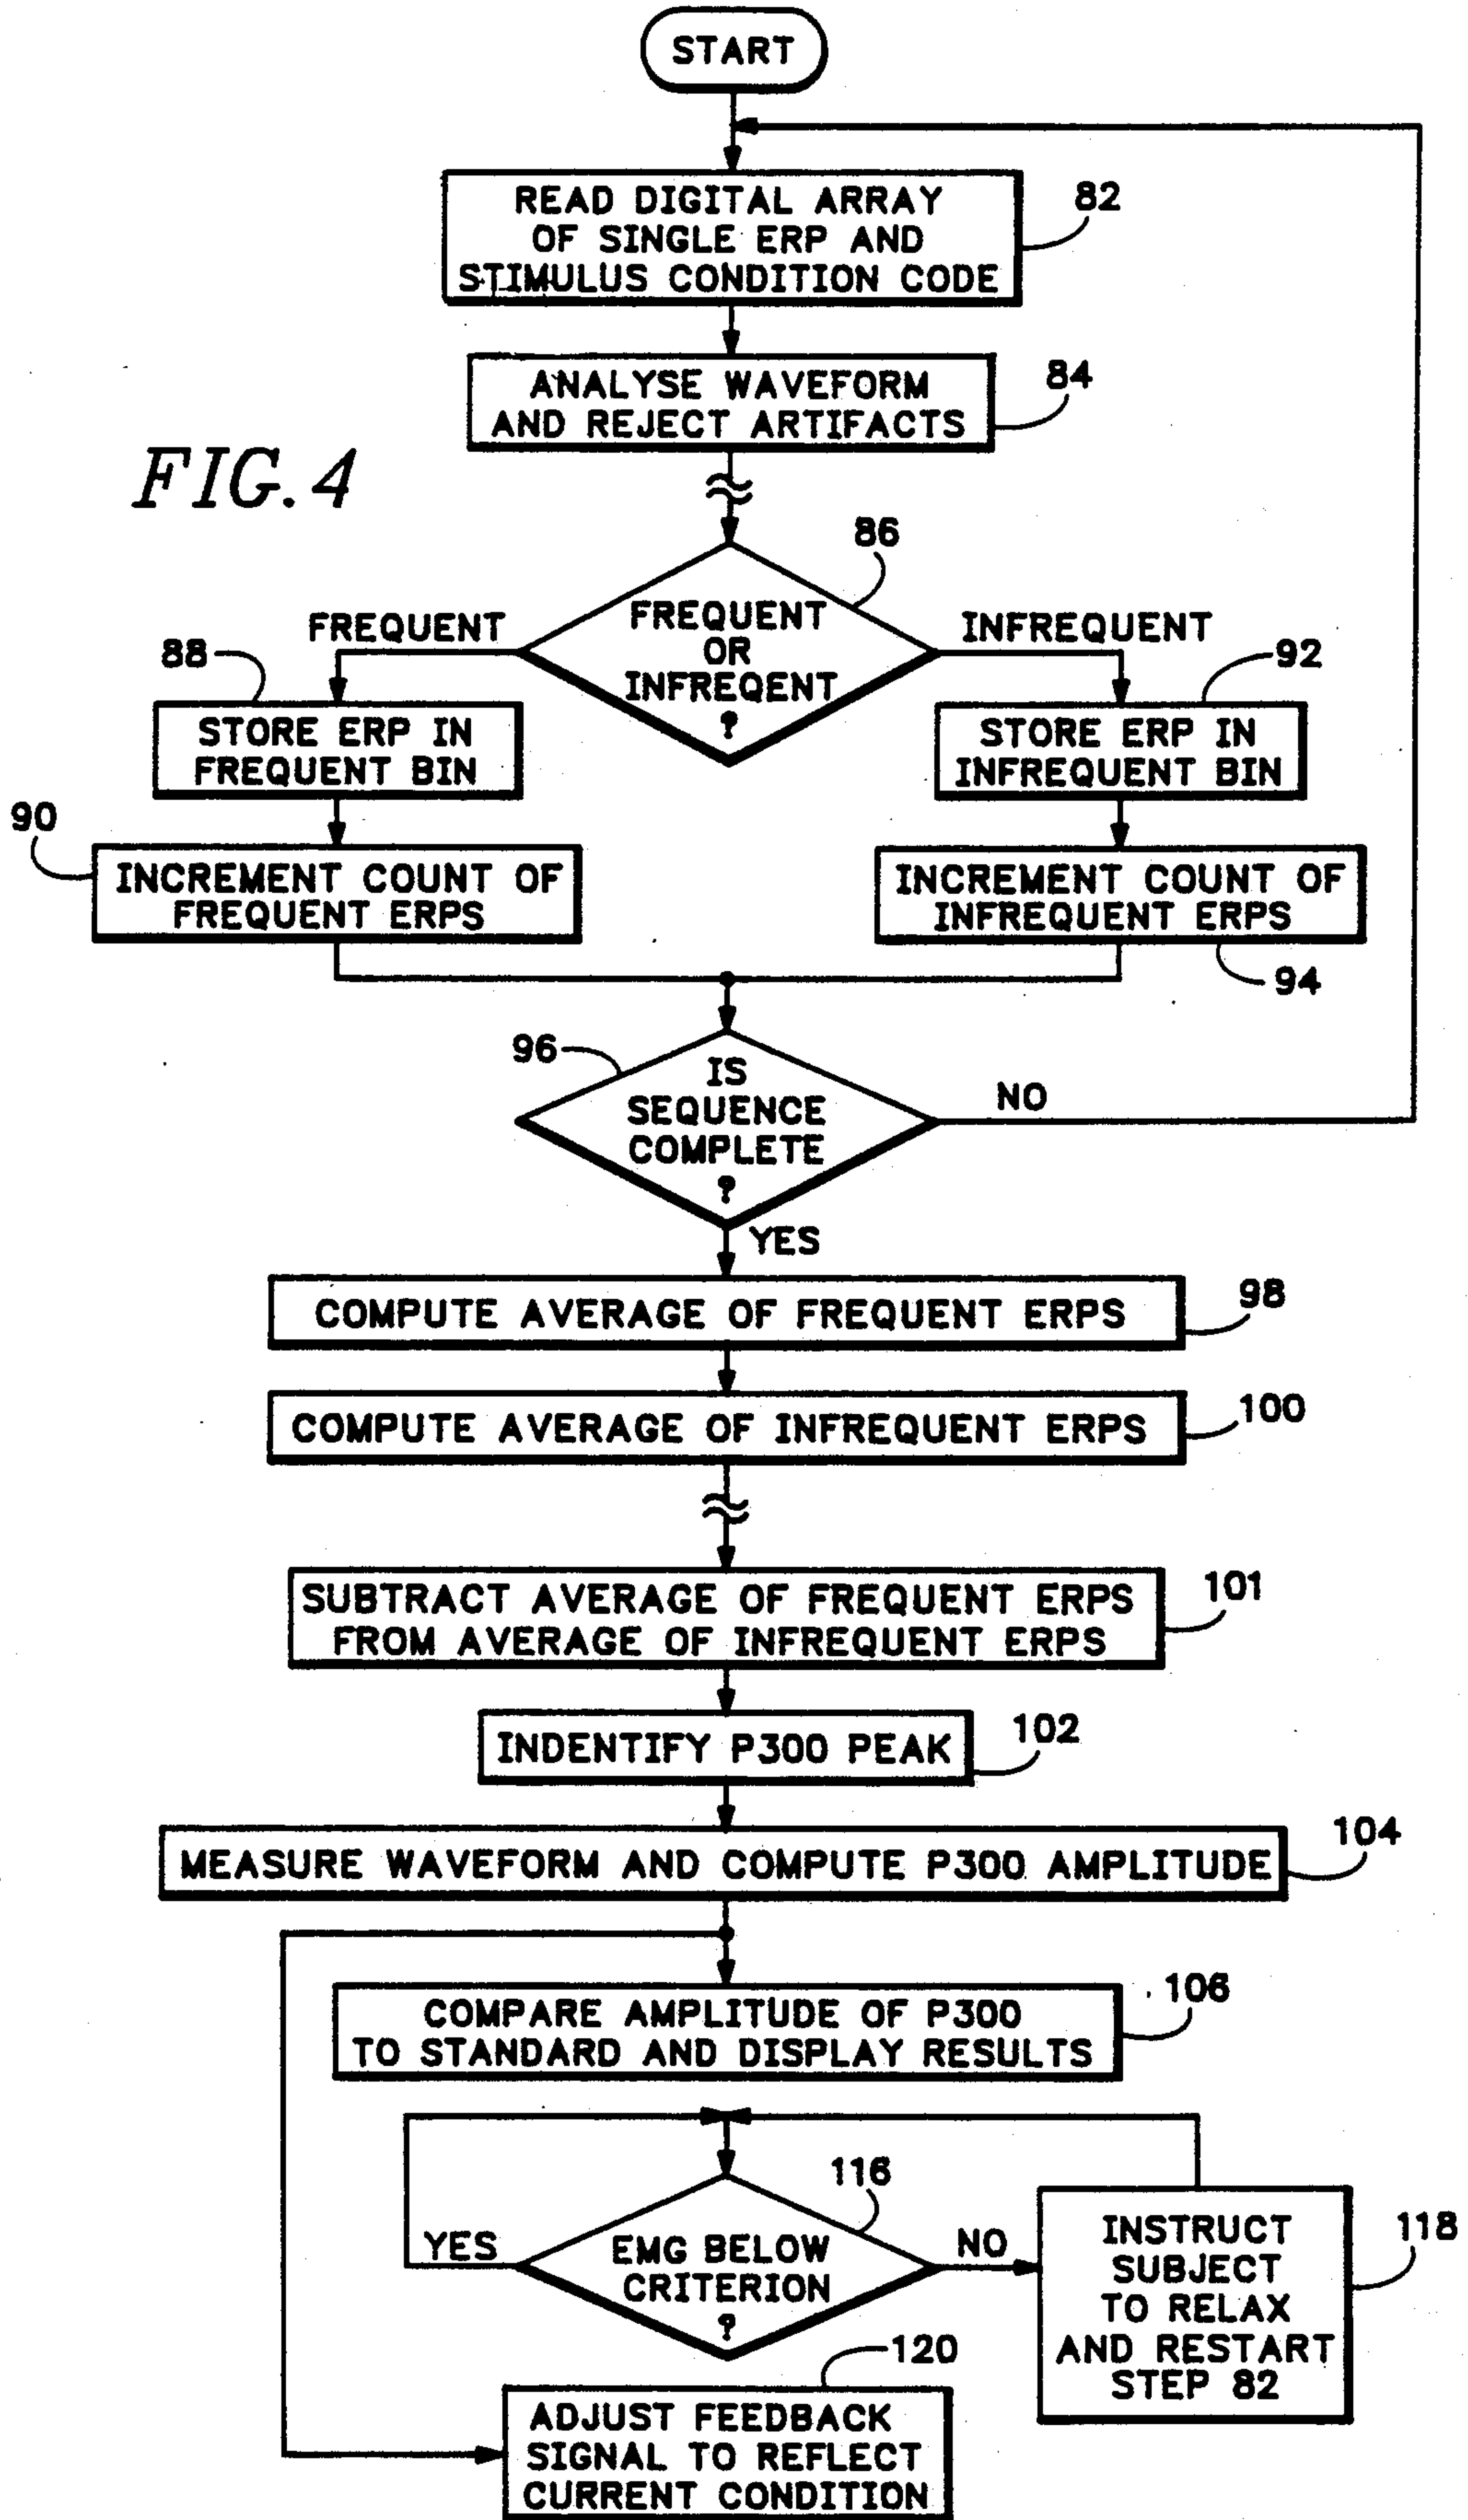 START
READ DIGITAL ARRAY
OF SINGLE ERP AND
STIMULUS CONDITION CODE
82
ANALYSE WAVEFORM
AND REJECT ARTIFACTS
84
FIG. 4
86
FREQUENT
OR
INFREQENT
?
FREQUENT
INFREQUENT
88
STORE ERP IN
FREQUENT BIN
92
STORE ERP IN
INFREQUENT BIN
90
INCREMENT COUNT OF
FREQUENT ERPS
INCREMENT COUNT OF
INFREQUENT ERPS
94
96
IS
SEQUENCE
COMPLETE
?
NO
YES
COMPUTE AVERAGE OF FREQUENT ERPS
98
COMPUTE AVERAGE OF INFREQUENT ERPS
100
SUBTRACT AVERAGE OF FREQUENT ERPS
FROM AVERAGE OF INFREQUENT ERPS
101
INDENTIFY P300 PEAK
102
MEASURE WAVEFORM AND COMPUTE P300 AMPLITUDE
104
COMPARE AMPLITUDE OF P300
TO STANDARD AND DISPLAY RESULTS
106
116
EMG BELOW
CRITERION
?
YES
NO
INSTRUCT
SUBJECT
TO RELAX
AND RESTART
STEP 82
118
120
ADJUST FEEDBACK
SIGNAL TO REFLECT
CURRENT CONDITION